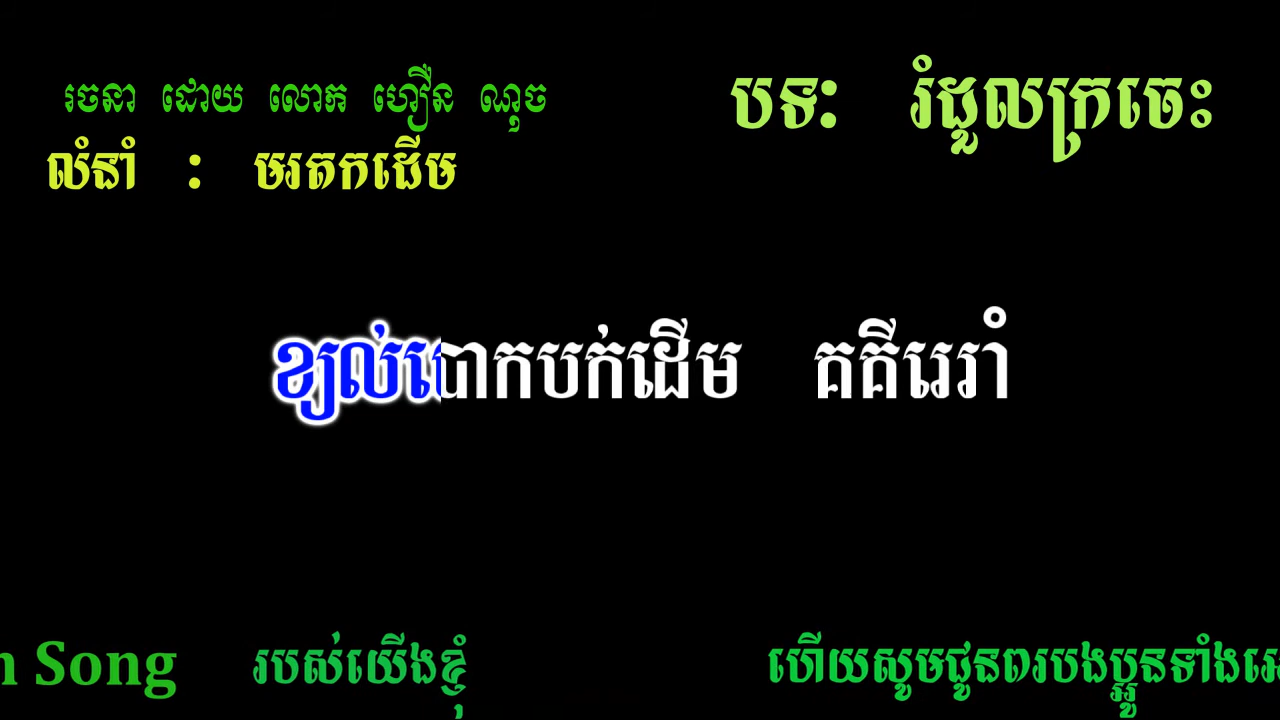 រចនា ដោយ លោក ហឿន ណុច
បទ: រំដួលក្រចេះ
លំនាំ : មរតកដើម
ខ្យល់បោកបក់ដើម គគីររេរាំ
n Song របស់យើងខ្ញុំ ហើយសូមជូនពរបងប្អូនទាំងអេ